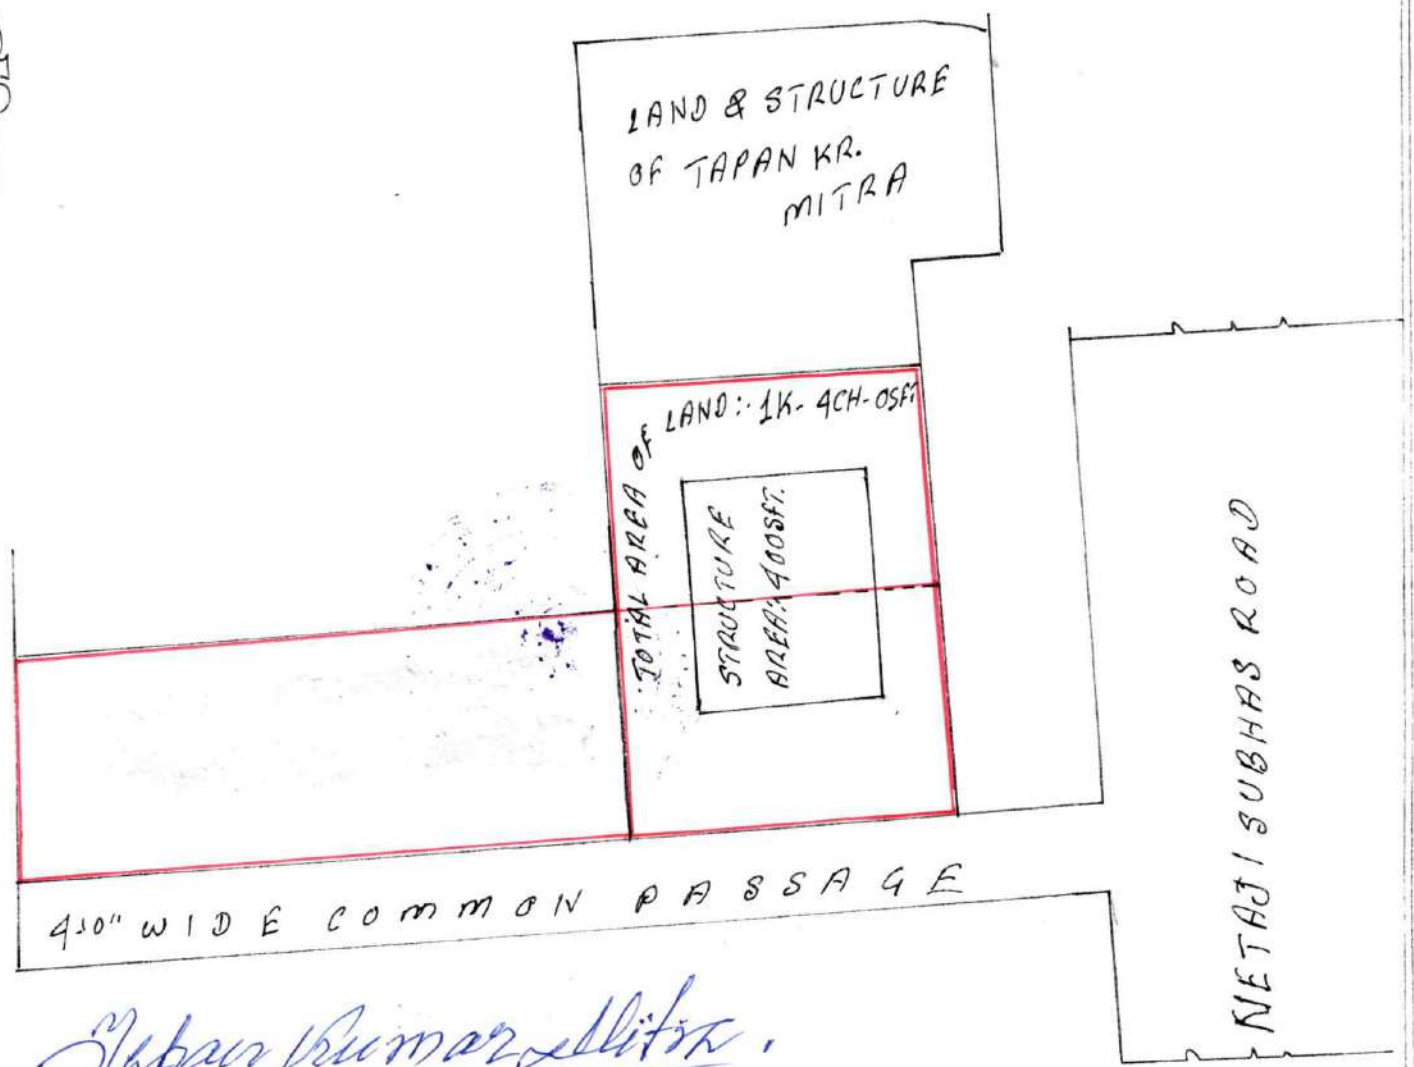 LAND & STRUCTURE
OF TAPAN KR.
MITRA
TOTAL AREA OF LAND:- 1K- 4CH- 0SFT
STRUCTURE
AREA:-400SFT.
4'-0" WIDE COMMON PASSAGE
NETAJI SUBHAS ROAD
Tapan Kumar Mitra.